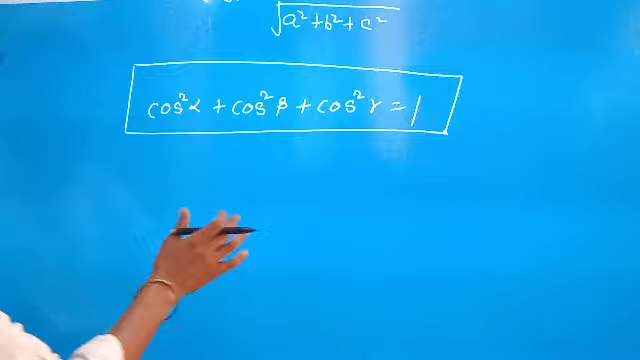 √a²+b²+c²
cos²α + cos²β + cos²γ = 1